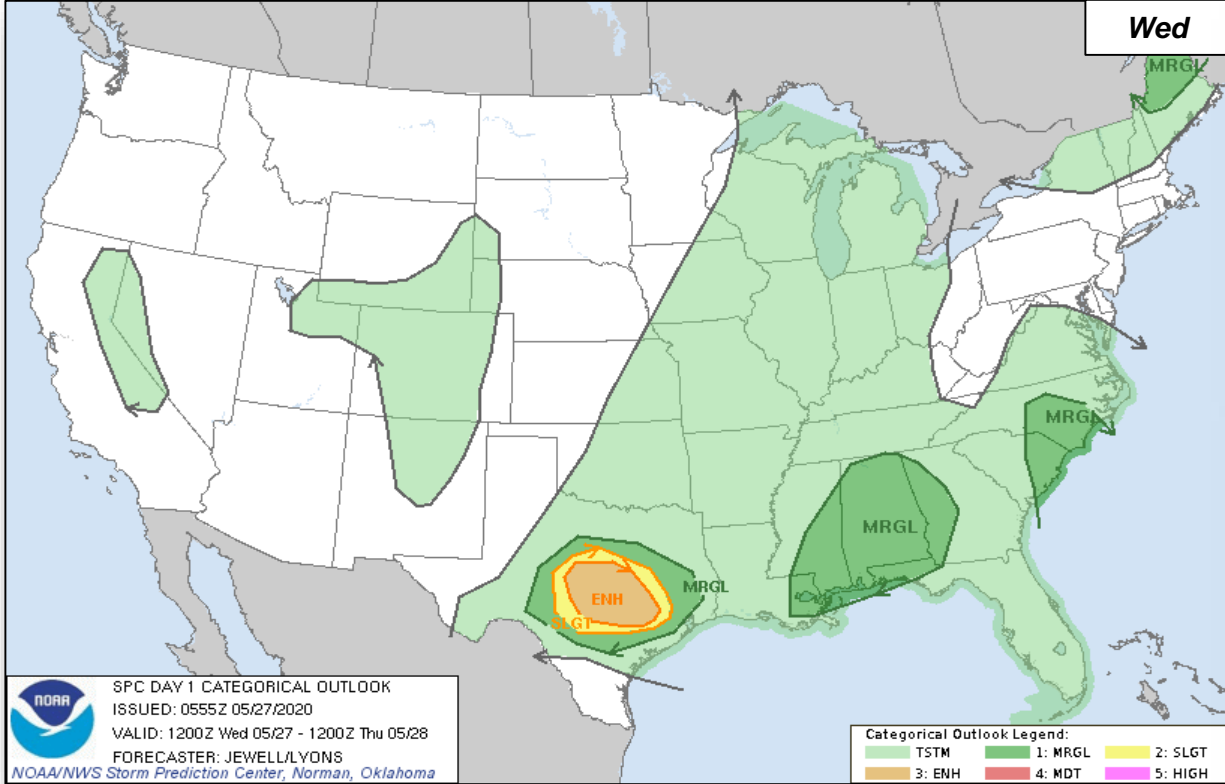 Wed
MRGL
MRGL
MRGL
MRGL
ENH
SLGT
NOAA
SPC DAY 1 CATEGORICAL OUTLOOK
ISSUED: 0555Z 05/27/2020
VALID: 1200Z Wed 05/27 - 1200Z Thu 05/28
FORECASTER: JEWELL/LYONS
NOAA/NWS Storm Prediction Center, Norman, Oklahoma
Categorical Outlook Legend:
TSTM 1: MRGL 2: SLGT
3: ENH 4: MDT 5: HIGH